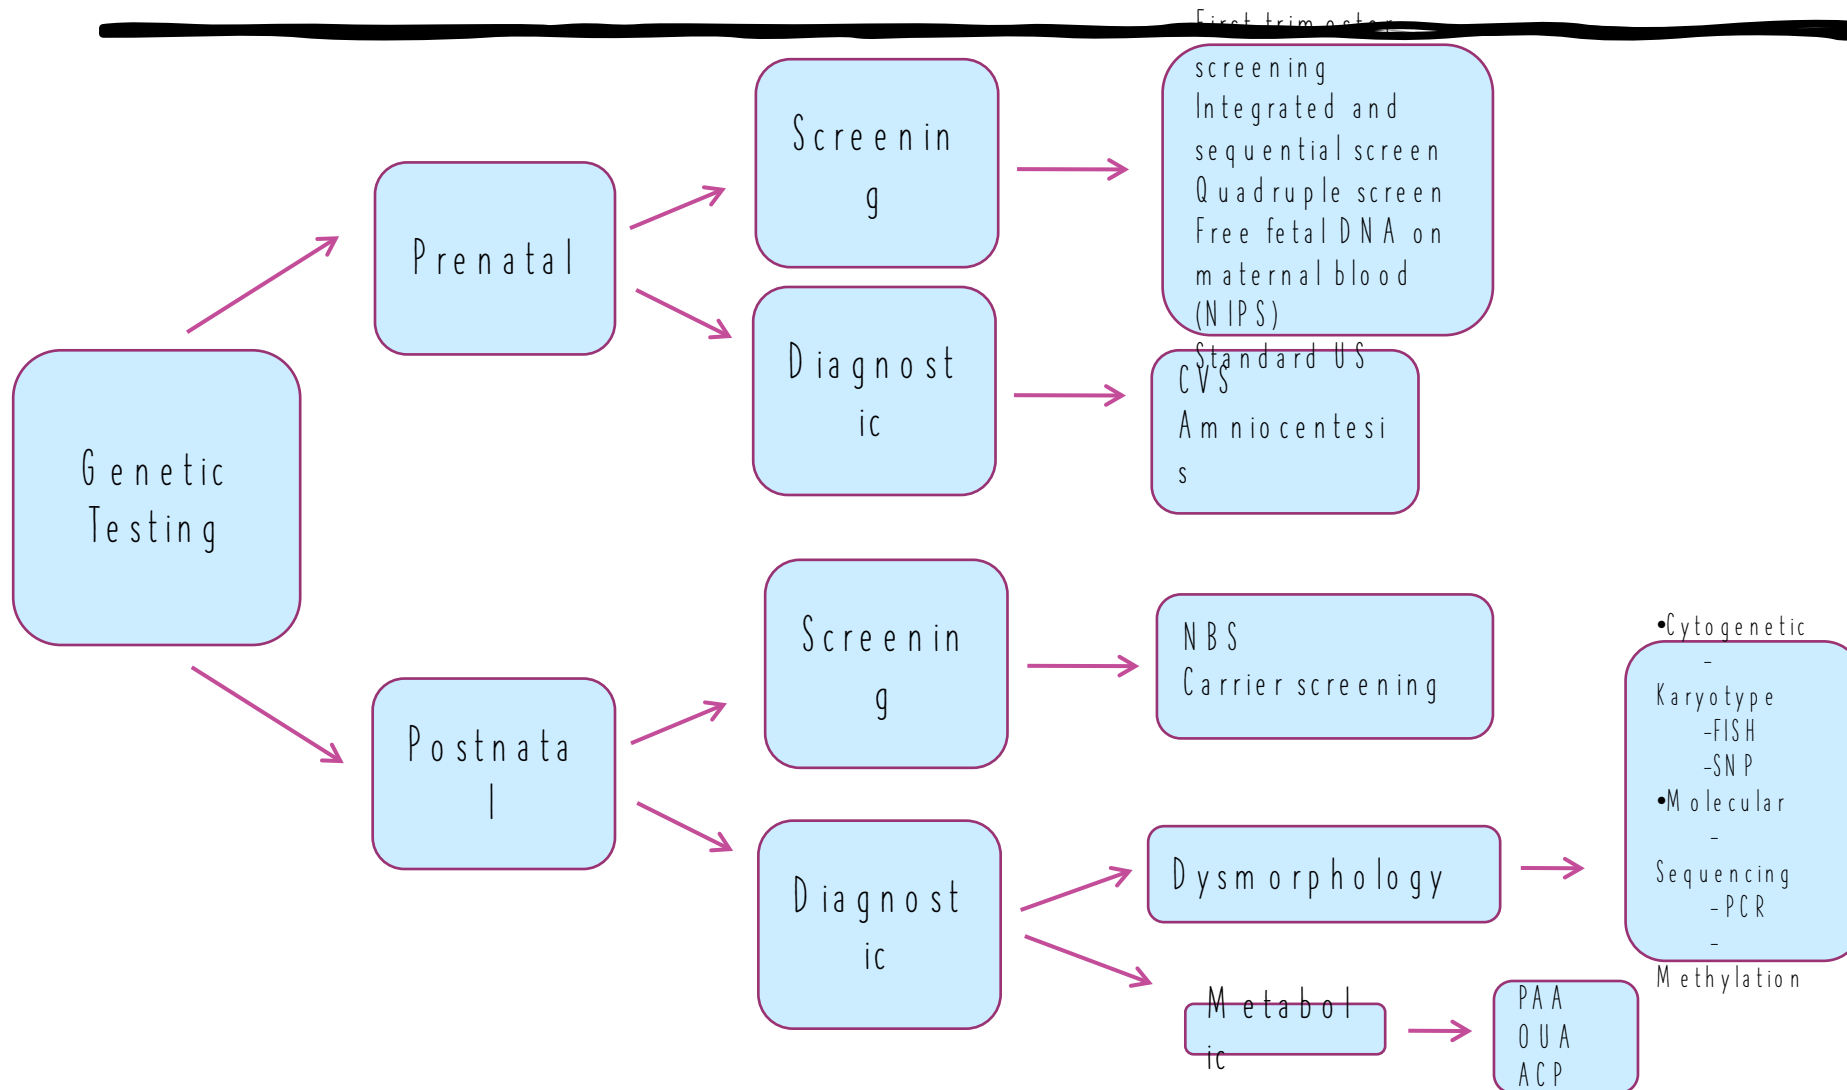 First trimester
screening
Integrated and
sequential screen
Quadruple screen
Free fetal DNA on
maternal blood
(NIPS)
Standard US
Screenin
g
Prenatal
Diagnost
ic
CVS
Amniocentesi
s
Genetic
Testing
Screenin
g
NBS
Carrier screening
Postnata
l
Diagnost
ic
Dysmorphology
•Cytogenetic
-
Karyotype
-FISH
-SNP
•Molecular
-
Sequencing
-PCR
-
Methylation
Metabol
ic
PAA
OUA
ACP